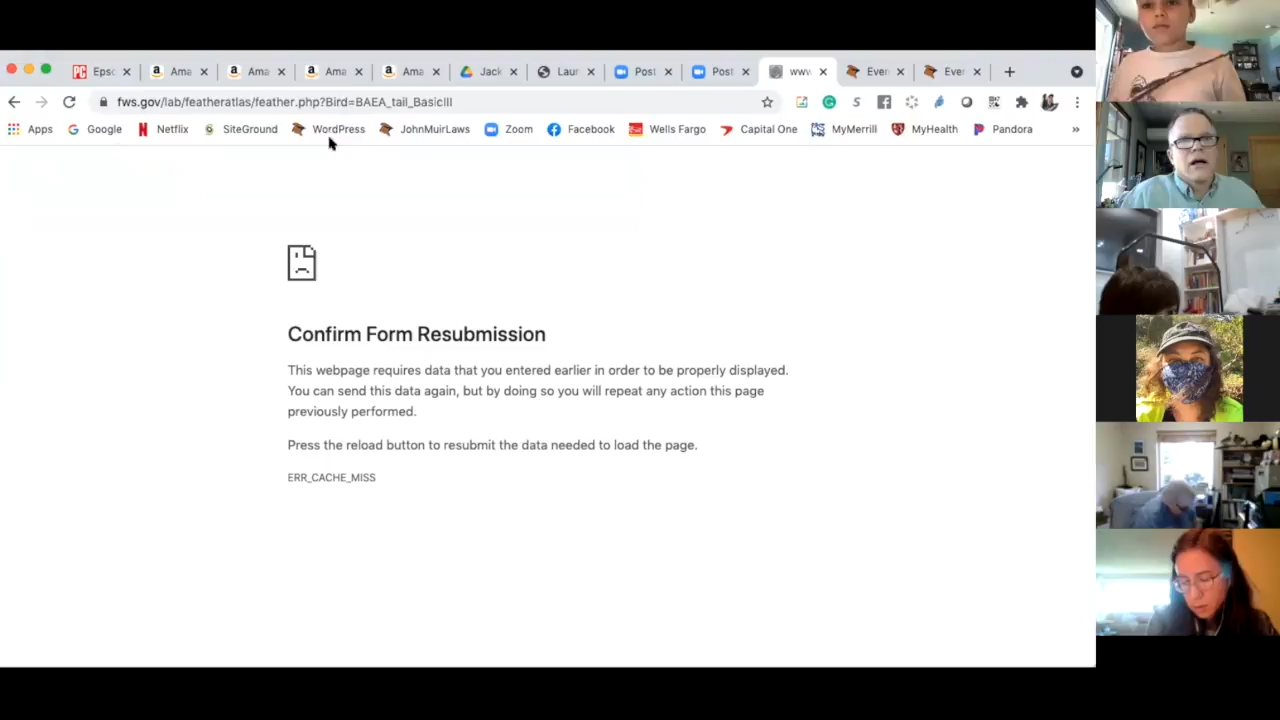 PC Epso Ama Ama Ama Ama Jack Laur Post Post www Ever Ever
fws.gov/lab/featheratlas/feather.php?Bird=BAEA_tail_BasicIII
Apps Google Netflix SiteGround WordPress JohnMuirLaws Zoom Facebook Wells Fargo Capital One MyMerrill MyHealth Pandora »
Confirm Form Resubmission
This webpage requires data that you entered earlier in order to be properly displayed.
You can send this data again, but by doing so you will repeat any action this page
previously performed.
Press the reload button to resubmit the data needed to load the page.
ERR_CACHE_MISS